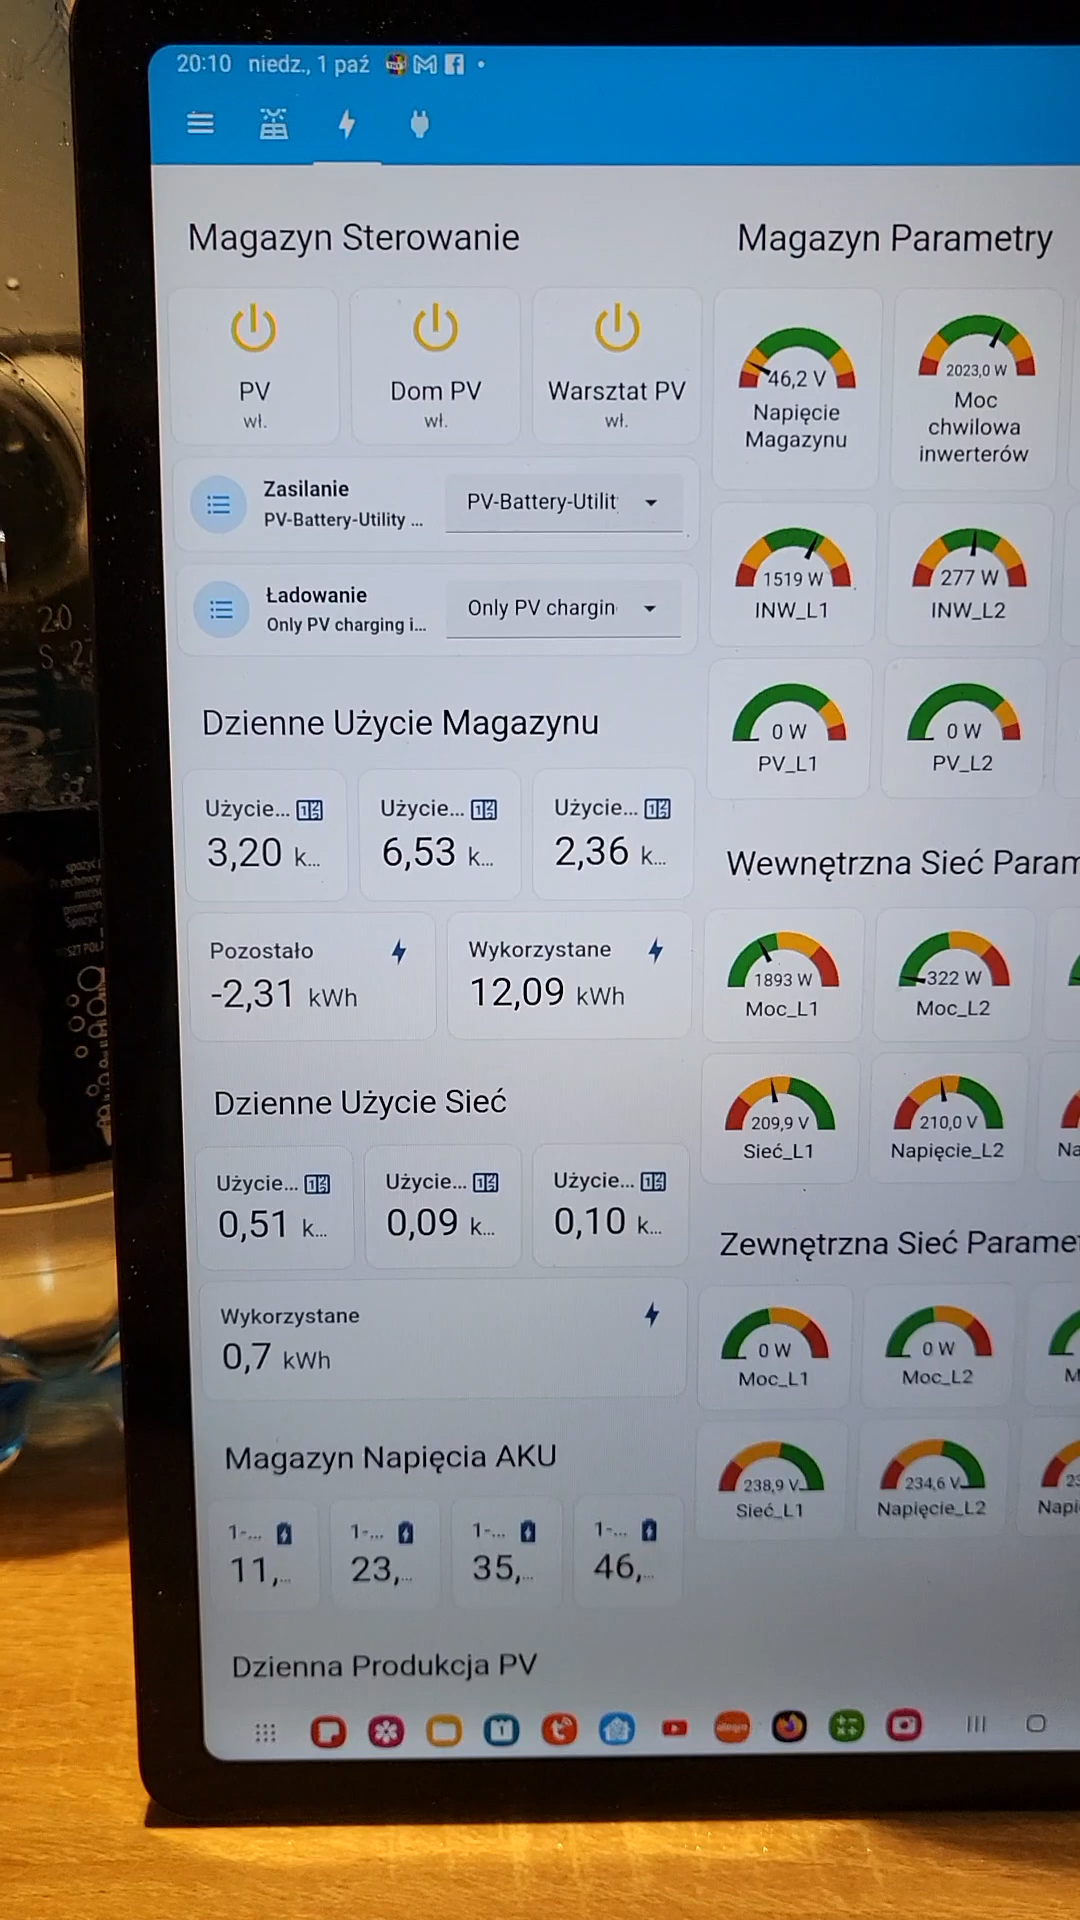 20:10 niedz., 1 paź
Magazyn Sterowanie
PV
wł.
Dom PV
wł.
Warsztat PV
wł.
Zasilanie
PV-Battery-Utility ...
PV-Battery-Utilit
Ładowanie
Only PV charging i...
Only PV chargin
Dzienne Użycie Magazynu
Użycie...
3,20 k...
Użycie...
6,53 k...
Użycie...
2,36 k...
Pozostało
-2,31 kWh
Wykorzystane
12,09 kWh
Dzienne Użycie Sieć
Użycie...
0,51 k...
Użycie...
0,09 k...
Użycie...
0,10 k...
Wykorzystane
0,7 kWh
Magazyn Napięcia AKU
1-...
11,...
1-...
23,...
1-...
35,...
1-...
46,...
Dzienna Produkcja PV
Magazyn Parametry
46,2 V
Napięcie
Magazynu
2023,0 W
Moc
chwilowa
inwerterów
1519 W
INW_L1
277 W
INW_L2
0 W
PV_L1
0 W
PV_L2
Wewnętrzna Sieć Param
1893 W
Moc_L1
322 W
Moc_L2
209,9 V
Sieć_L1
210,0 V
Napięcie_L2
Na
Zewnętrzna Sieć Parame
0 W
Moc_L1
0 W
Moc_L2
M
238,9 V
Sieć_L1
234,6 V
Napięcie_L2
23
Napi
allegro
20
S 27